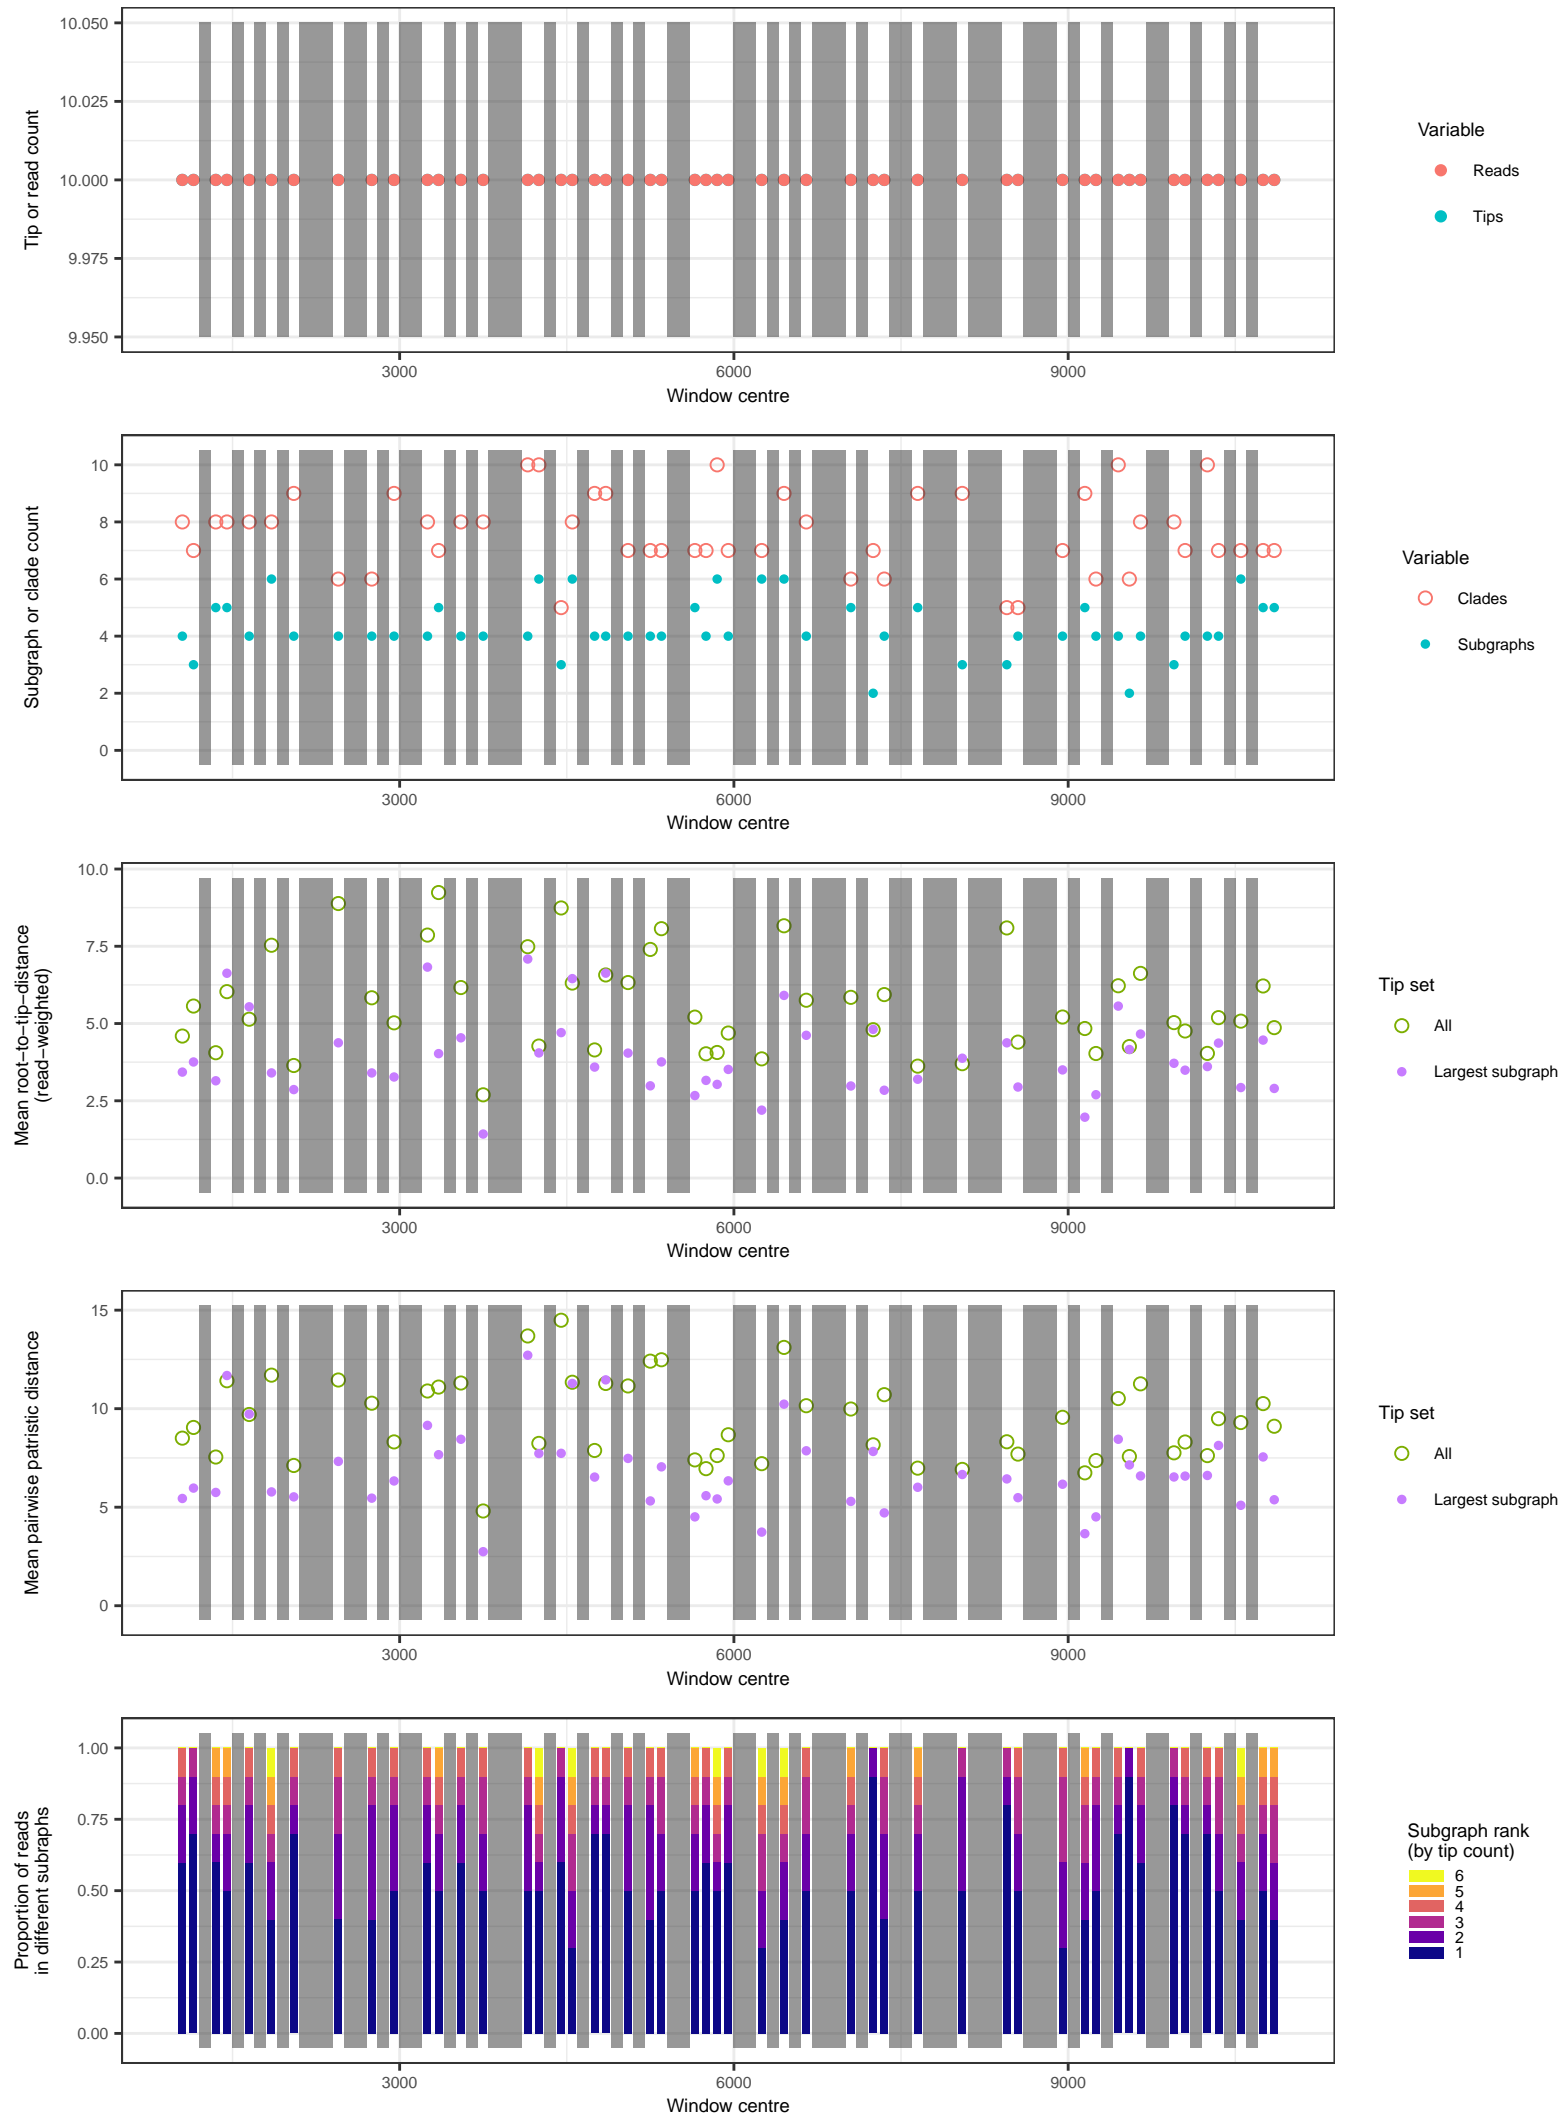 10.050
10.025
10.000
9.975
9.950
Tip or read count
3000
6000
9000
Window centre
Variable
Reads
Tips
10
8
6
4
2
0
Subgraph or clade count
3000
6000
9000
Window centre
Variable
Clades
Subgraphs
10.0
7.5
5.0
2.5
0.0
Mean root−to−tip−distance
(read−weighted)
3000
6000
9000
Window centre
Tip set
All
Largest subgraph
15
10
5
0
Mean pairwise patristic distance
3000
6000
9000
Window centre
Tip set
All
Largest subgraph
1.00
0.75
0.50
0.25
0.00
Proportion of reads
in different subraphs
3000
6000
9000
Window centre
Subgraph rank
(by tip count)
6
5
4
3
2
1